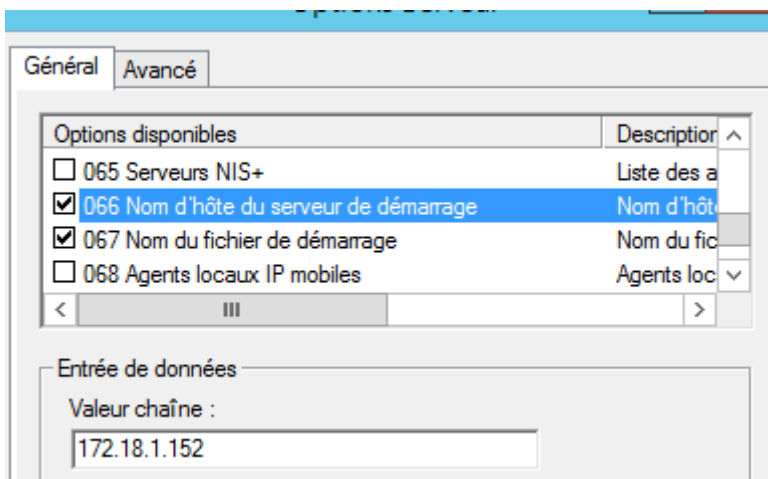 Général Avancé
Options disponibles Description
065 Serveurs NIS+ Liste des a
066 Nom d'hôte du serveur de démarrage Nom d'hôt
067 Nom du fichier de démarrage Nom du fic
068 Agents locaux IP mobiles Agents loc
Entrée de données
Valeur chaîne :
172.18.1.152